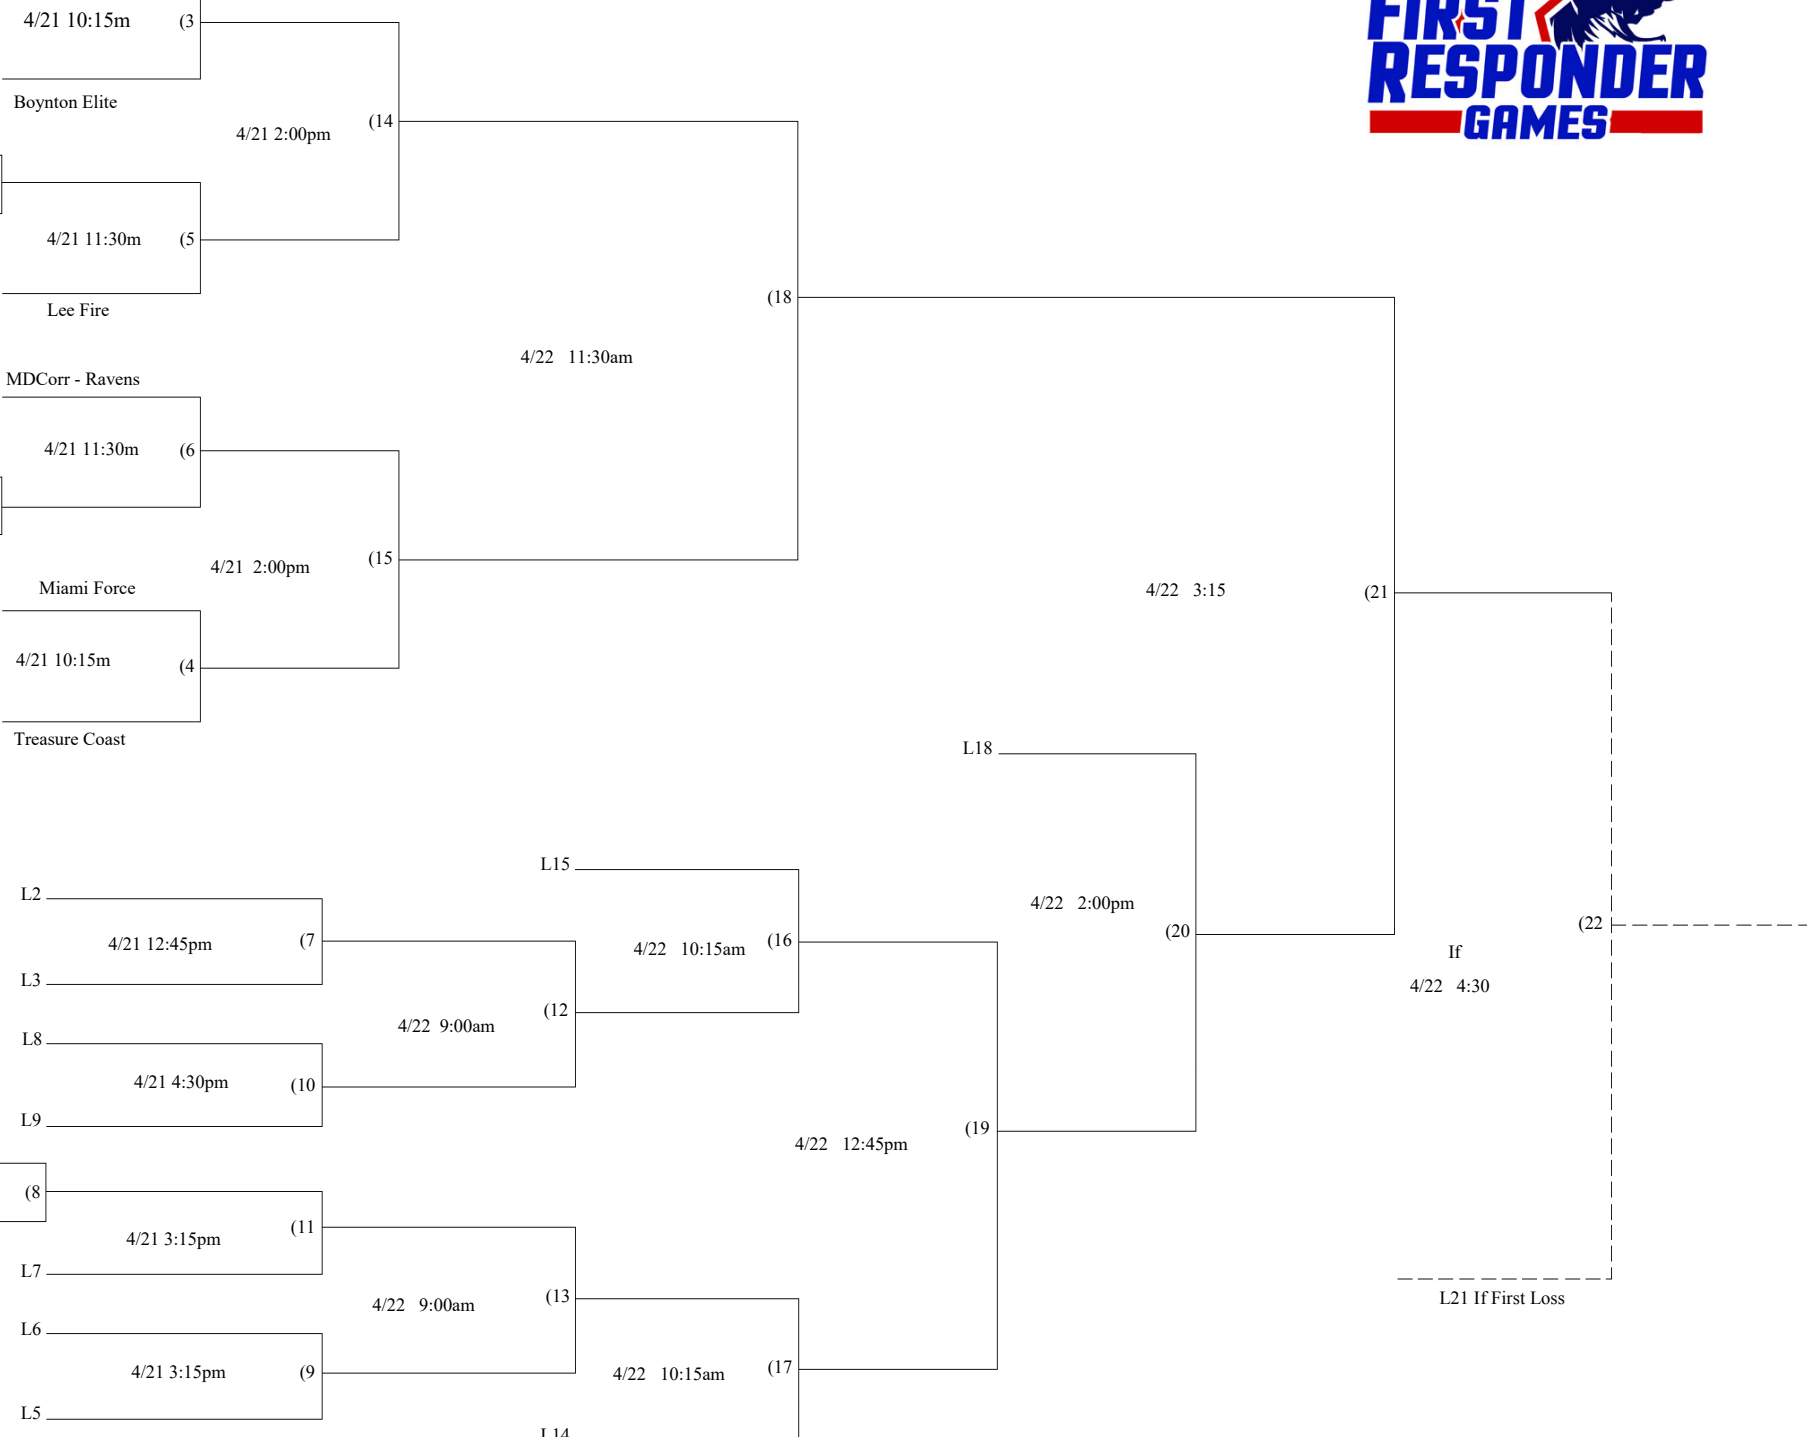 FIRST
RESPONDER
GAMES
4/21 10:15m (3
Boynton Elite
4/21 2:00pm (14
4/21 11:30m (5
Lee Fire
(18
4/22 11:30am
MDCorr - Ravens
4/21 11:30m (6
4/21 2:00pm (15
Miami Force
4/22 3:15 (21
4/21 10:15m (4
Treasure Coast
L18
L15
L2
4/22 2:00pm (20
4/21 12:45pm (7
4/22 10:15am (16
(22
If
L3
4/22 4:30
(12
4/22 9:00am
L8
4/21 4:30pm (10
L9
(19
4/22 12:45pm
(8
(11
4/21 3:15pm
L7
(13
4/22 9:00am
L21 If First Loss
L6
4/21 3:15pm (9
4/22 10:15am (17
L5
L14